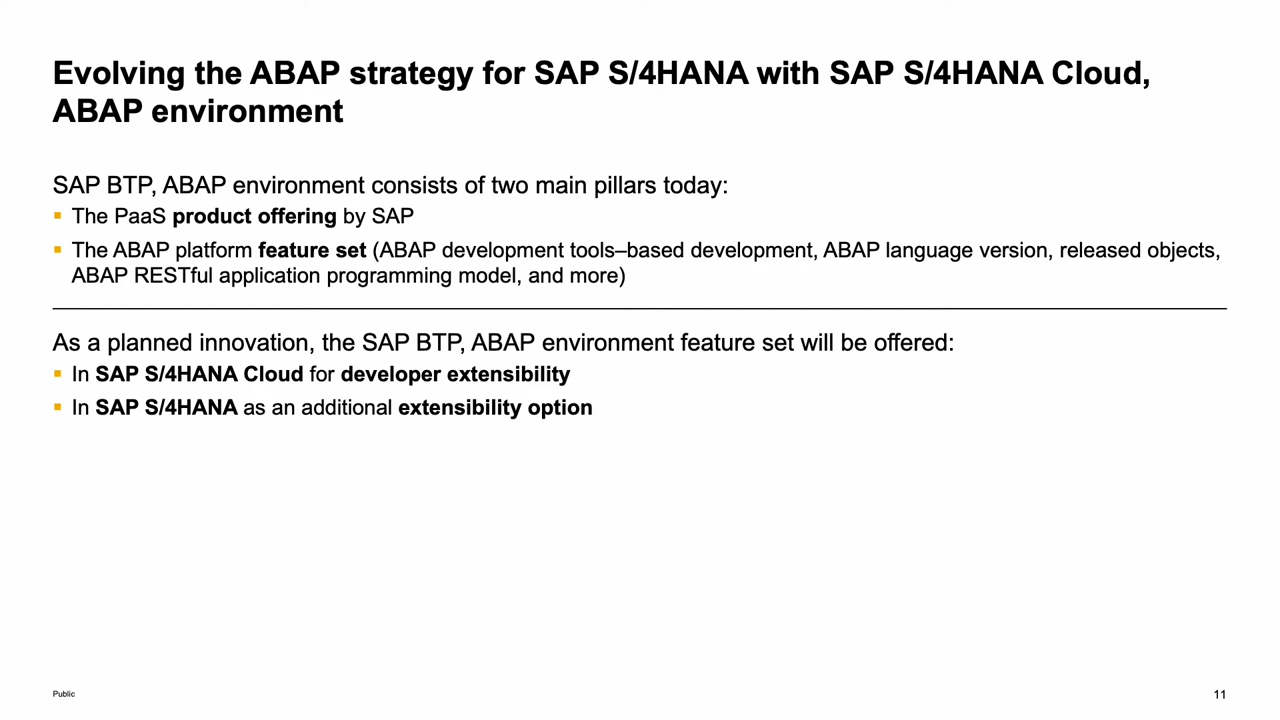 Evolving the ABAP strategy for SAP S/4HANA with SAP S/4HANA Cloud,
ABAP environment
SAP BTP, ABAP environment consists of two main pillars today:
▪ The PaaS product offering by SAP
▪ The ABAP platform feature set (ABAP development tools–based development, ABAP language version, released objects,
ABAP RESTful application programming model, and more)
As a planned innovation, the SAP BTP, ABAP environment feature set will be offered:
▪ In SAP S/4HANA Cloud for developer extensibility
▪ In SAP S/4HANA as an additional extensibility option
Public
11